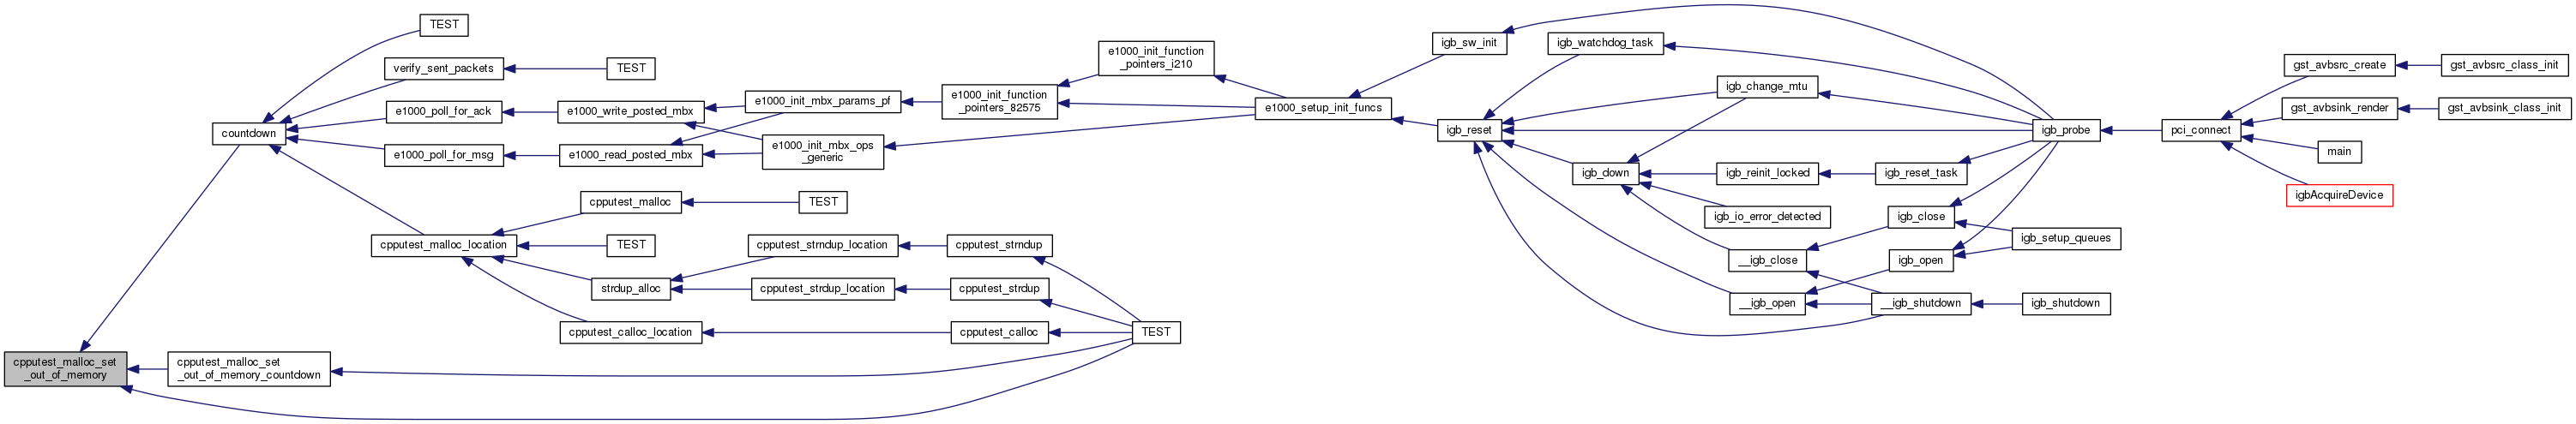 TEST
verify_sent_packets
TEST
e1000_poll_for_ack
e1000_write_posted_mbx
e1000_init_mbx_params_pf
e1000_init_function
_pointers_82575
e1000_init_function
_pointers_i210
countdown
e1000_poll_for_msg
e1000_read_posted_mbx
e1000_init_mbx_ops
_generic
e1000_setup_init_funcs
igb_sw_init
igb_watchdog_task
igb_change_mtu
igb_reset
igb_down
igb_reinit_locked
igb_reset_task
igb_io_error_detected
igb_probe
pci_connect
gst_avbsrc_create
gst_avbsrc_class_init
gst_avbsink_render
gst_avbsink_class_init
main
igbAcquireDevice
igb_close
igb_setup_queues
__igb_close
igb_open
__igb_open
__igb_shutdown
igb_shutdown
cpputest_malloc
TEST
cpputest_malloc_location
TEST
cpputest_strndup_location
cpputest_strndup
strdup_alloc
cpputest_strdup_location
cpputest_strdup
cpputest_calloc_location
cpputest_calloc
TEST
cpputest_malloc_set
_out_of_memory
cpputest_malloc_set
_out_of_memory_countdown